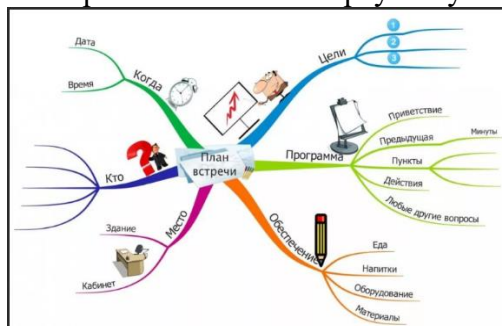 Дата
Время
Когда
Цели
1
2
3
Приветствие
Предыдущая
Минуты
Программа
Пункты
Действия
Любые другие вопросы
План
встречи
Кто
?
Место
Здание
Кабинет
Обеспечение
Еда
Напитки
Оборудование
Материалы